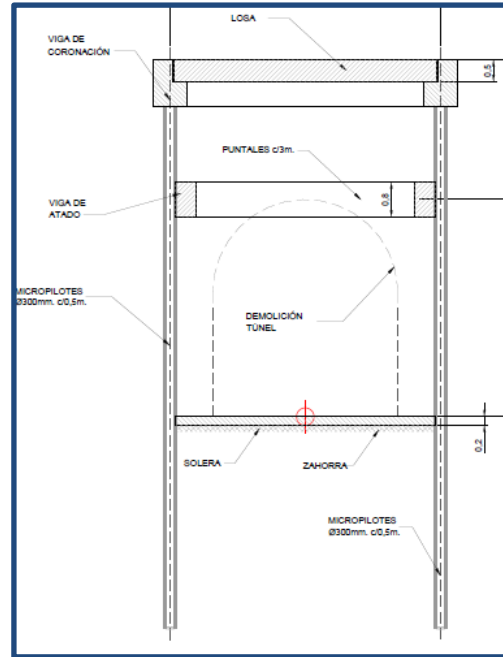 LOSA
VIGA DE
CORONACIÓN
0,5
PUNTALES c/3m.
0,8
VIGA DE
ATADO
MICROPILOTES
Ø300mm. c/0,5m.
DEMOLICIÓN
TÚNEL
0,2
SOLERA
ZAHORRA
MICROPILOTES
Ø300mm. c/0,5m.